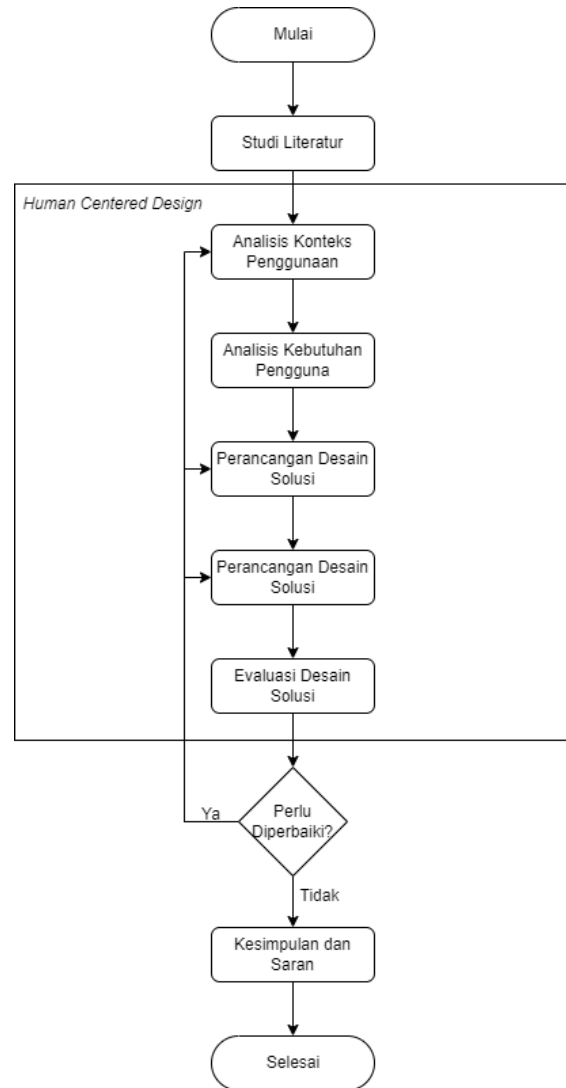 Mulai
Studi Literatur
Human Centered Design
Analisis Konteks
Penggunaan
Analisis Kebutuhan
Pengguna
Perancangan Desain
Solusi
Perancangan Desain
Solusi
Evaluasi Desain
Solusi
Ya
Perlu
Diperbaiki?
Tidak
Kesimpulan dan
Saran
Selesai